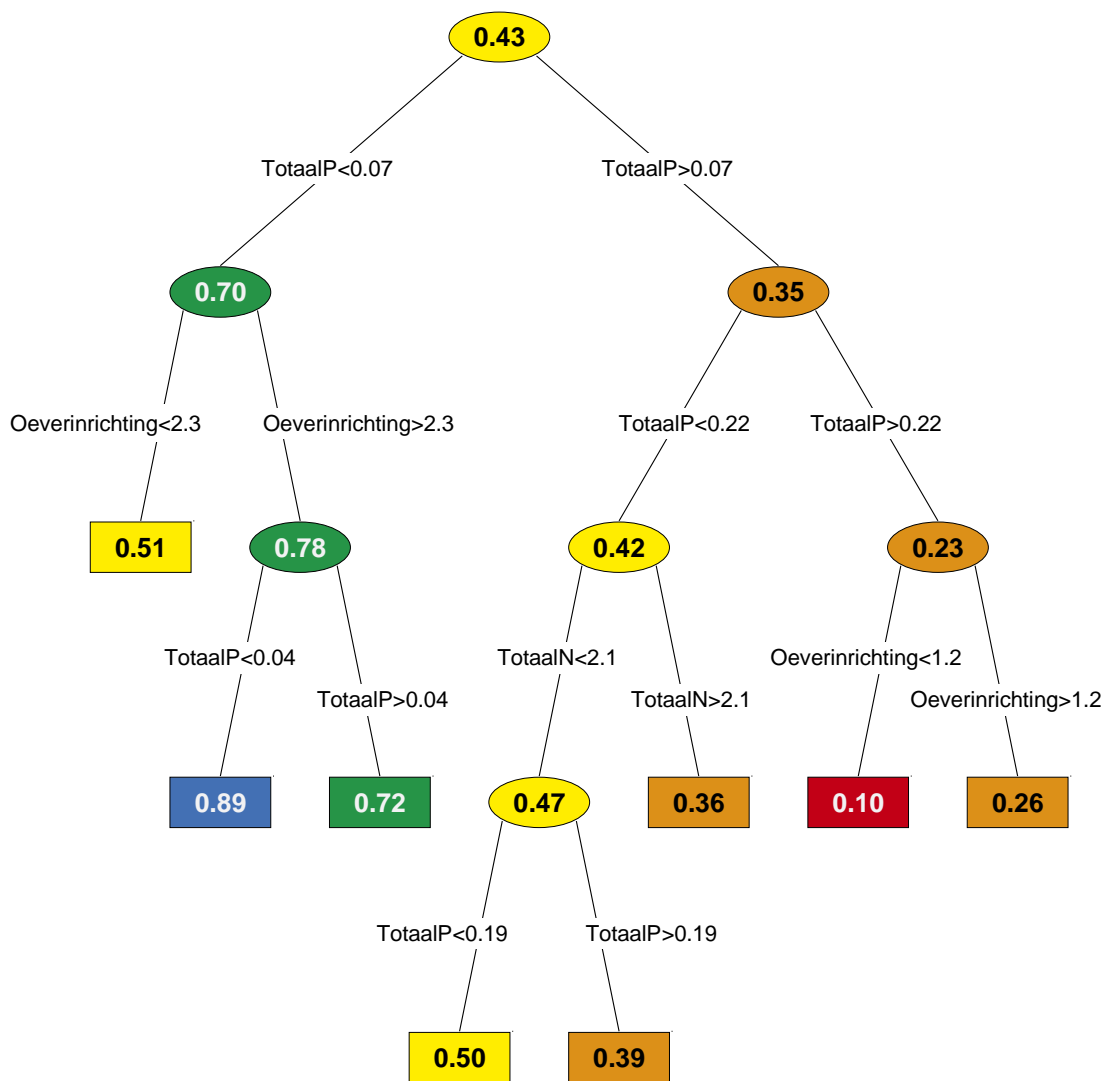 0.43
TotaalP<0.07
TotaalP>0.07
0.70
0.35
Oeverinrichting<2.3
Oeverinrichting>2.3
TotaalP<0.22
TotaalP>0.22
0.51
0.78
0.42
0.23
TotaalP<0.04
TotaalN<2.1
Oeverinrichting<1.2
TotaalP>0.04
TotaalN>2.1
Oeverinrichting>1.2
0.89
0.72
0.47
0.36
0.10
0.26
TotaalP<0.19
TotaalP>0.19
0.50
0.39